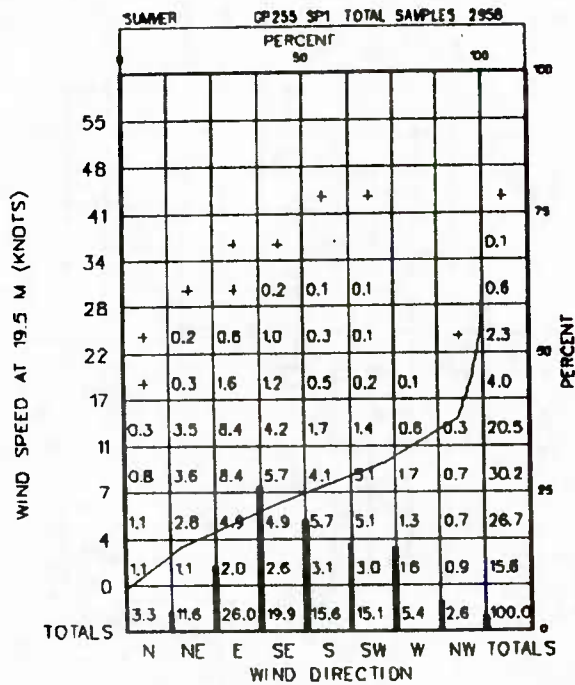 SUMMER GP255 SP1 TOTAL SAMPLES 2958
PERCENT
50 100
100
55
48
+ + +
41 75
+ + 0.1
34
+ + 0.2 0.1 0.1 0.6
28
+ 0.2 0.6 1.0 0.3 0.1 + 2.3
22 50
+ 0.3 1.6 1.2 0.5 0.2 0.1 4.0
17
0.3 3.5 8.4 4.2 1.7 1.4 0.6 0.3 20.5
11
0.8 3.6 8.4 5.7 4.1 5.1 1.7 0.7 30.2
7 25
1.1 2.8 4.9 4.9 5.7 5.1 1.3 0.7 26.7
4
1.1 1.1 2.0 2.6 3.1 3.0 1.6 0.9 15.6
0
3.3 11.6 26.0 19.9 15.6 15.1 5.4 2.6 100.0
TOTALS 0
N NE E SE S SW W NW TOTALS
WIND DIRECTION
WIND SPEED AT 19.5 M (KNOTS)
PERCENT